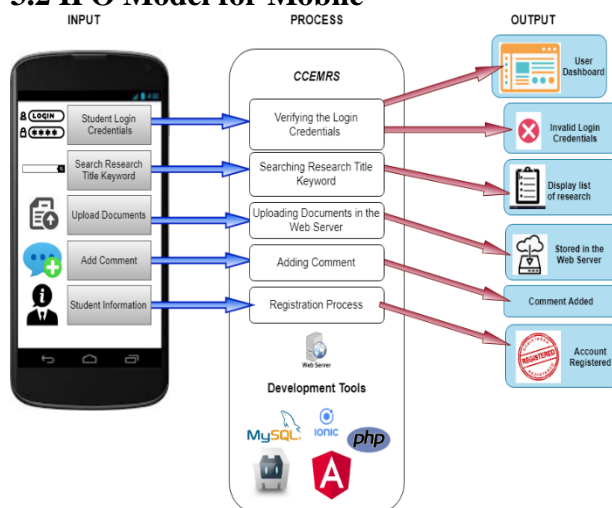 3.2 IPO Model for Mobile
INPUT
PROCESS
OUTPUT
4:00
LOGIN
****
Student Login
Credentials
Search Research
Title Keyword
Upload Documents
Add Comment
Student Information
CCEMRS
Verifying the Login
Credentials
Searching Research Title
Keyword
Uploading Documents in the
Web Server
Adding Comment
Registration Process
Web Server
Development Tools
MySQL
IONIC
php
A
User
Dashboard
Invalid Login
Credentials
Display list
of research
Stored in the
Web Server
Comment Added
REGISTERED
Account
Registered